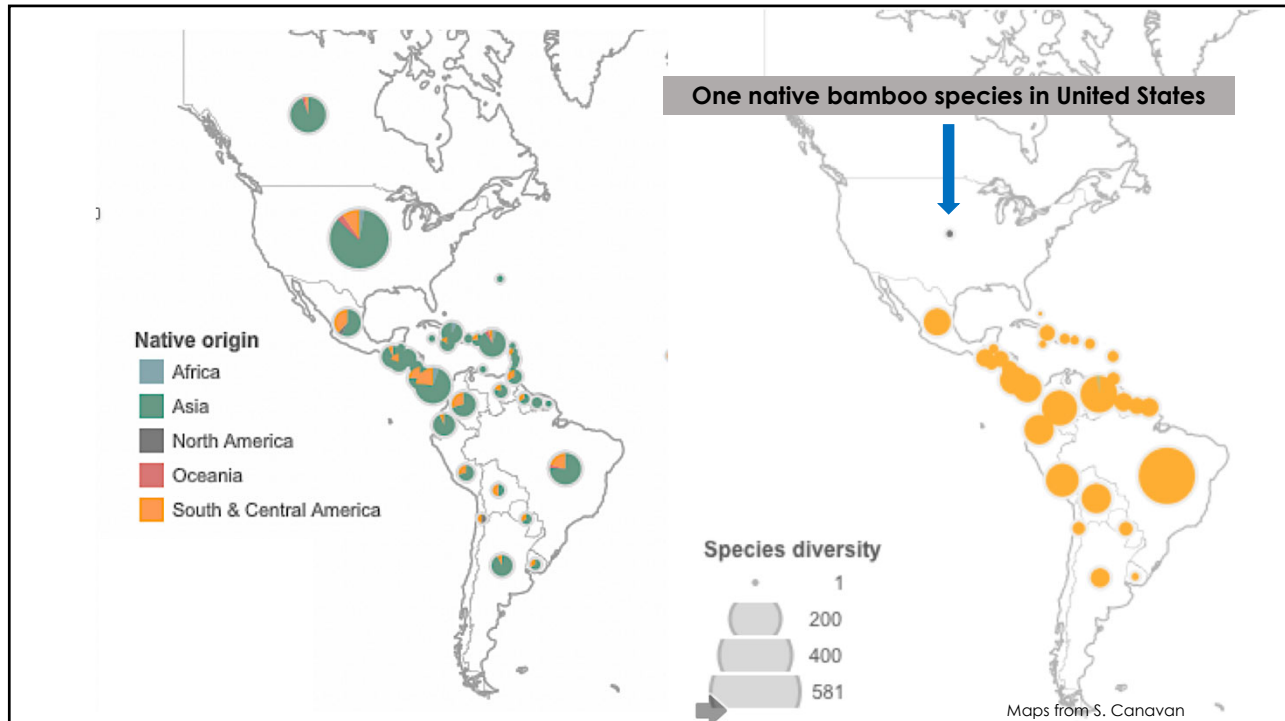 One native bamboo species in United States
Native origin
Africa
Asia
North America
Oceania
South & Central America
Species diversity
1
200
400
581
Maps from S. Canavan